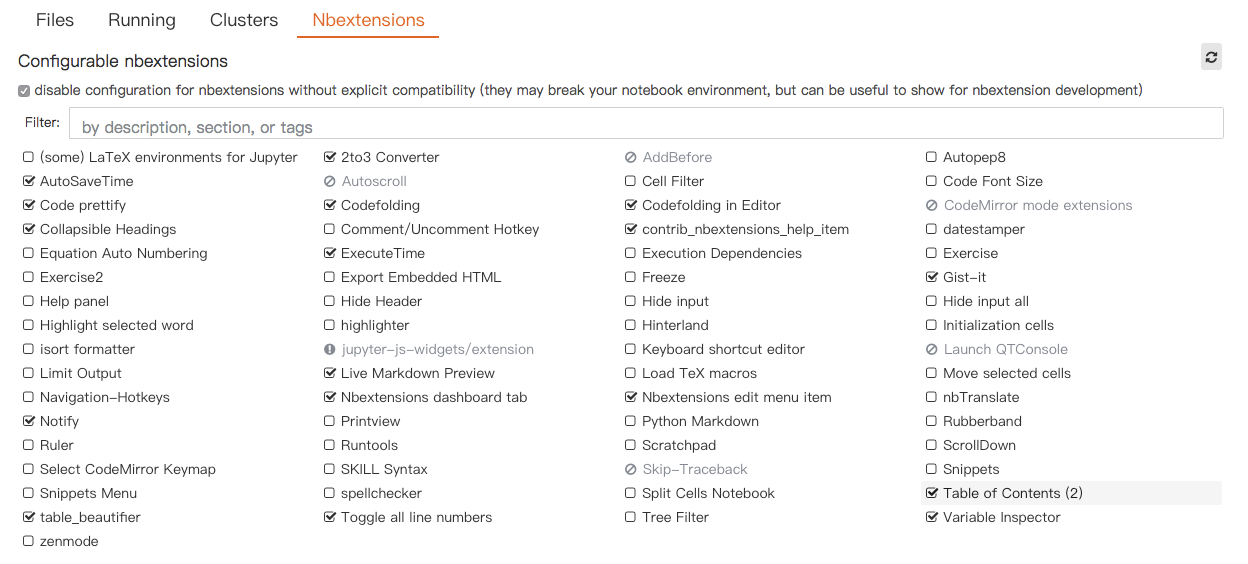 Files Running Clusters Nbextensions
Configurable nbextensions
disable configuration for nbextensions without explicit compatibility (they may break your notebook environment, but can be useful to show for nbextension development)
Filter: by description, section, or tags
(some) LaTeX environments for Jupyter 2to3 Converter AddBefore Autopep8
AutoSaveTime Autoscroll Cell Filter Code Font Size
Code prettify Codefolding Codefolding in Editor CodeMirror mode extensions
Collapsible Headings Comment/Uncomment Hotkey contrib_nbextensions_help_item datestamper
Equation Auto Numbering ExecuteTime Execution Dependencies Exercise
Exercise2 Export Embedded HTML Freeze Gist-it
Help panel Hide Header Hide input Hide input all
Highlight selected word highlighter Hinterland Initialization cells
isort formatter jupyter-js-widgets/extension Keyboard shortcut editor Launch QTConsole
Limit Output Live Markdown Preview Load TeX macros Move selected cells
Navigation-Hotkeys Nbextensions dashboard tab Nbextensions edit menu item nbTranslate
Notify Printview Python Markdown Rubberband
Ruler Runtools Scratchpad ScrollDown
Select CodeMirror Keymap SKILL Syntax Skip-Traceback Snippets
Snippets Menu spellchecker Split Cells Notebook Table of Contents (2)
table_beautifier Toggle all line numbers Tree Filter Variable Inspector
zenmode